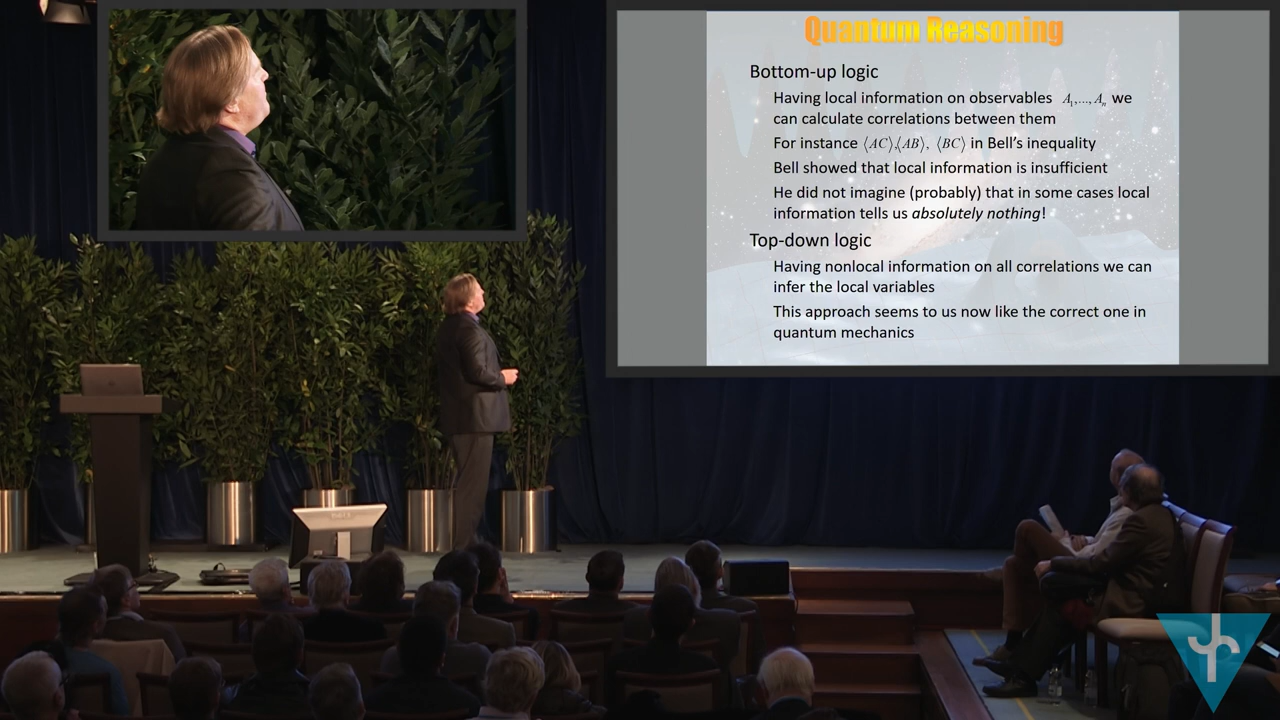 Quantum Reasoning
Bottom-up logic
Having local information on observables A₁,...,Aₙ we
can calculate correlations between them
For instance ⟨AC⟩,⟨AB⟩, ⟨BC⟩ in Bell's inequality
Bell showed that local information is insufficient
He did not imagine (probably) that in some cases local
information tells us absolutely nothing!
Top-down logic
Having nonlocal information on all correlations we can
infer the local variables
This approach seems to us now like the correct one in
quantum mechanics